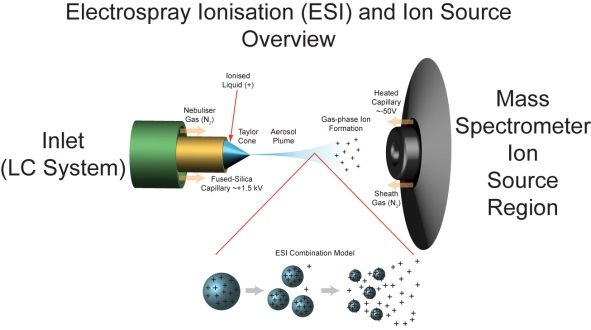 Electrospray Ionisation (ESI) and Ion Source
Overview
Ionised
Liquid (+)
Nebuliser
Gas (N2)
Taylor
Cone
Aerosol
Plume
Gas-phase Ion
Formation
Heated
Capillary
~-50V
Inlet
(LC System)
Mass
Spectrometer
Ion
Source
Region
Fused-Silica
Capillary ~+1.5 kV
Sheath
Gas (N2)
ESI Combination Model